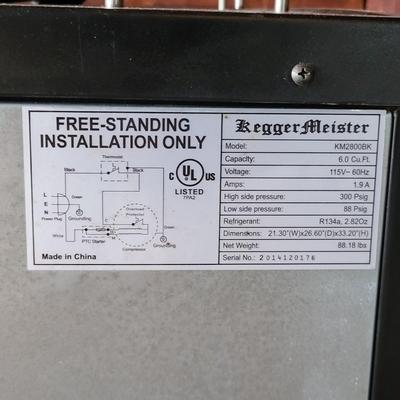 FREE-STANDING
INSTALLATION ONLY
Thermostat
Black
Black
L
E
N
Green
Grounding
Power Plug
White
PTC Starter
Overload
Protector
Compressor
Green
Grounding
C UL US
LISTED
7PA2
Made in China
KeggerMeister
Model: KM2800BK
Capacity: 6.0 Cu.Ft.
Voltage: 115V~ 60Hz
Amps: 1.9 A
High side pressure: 300 Psig
Low side pressure: 88 Psig
Refrigerant: R134a, 2.82Oz
Dimensions: 21.30"(W)x26.60"(D)x33.20"(H)
Net Weight: 88.18 lbs
Serial No.: 2014120176